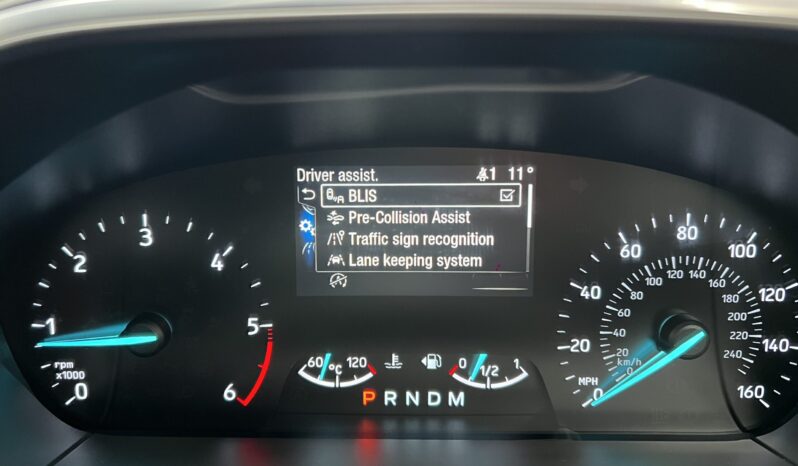 Driver assist. 1 11°
BLIS
Pre-Collision Assist
Traffic sign recognition
Lane keeping system
0 1 2 3 4 5 6
rpm
x1000
60 °C 120
0 1/2 1
P R N D M
0 20 40 60 80 100 120 140 160
MPH
0 20 40 60 80 100 120 140 160 180 200 220 240
km/h